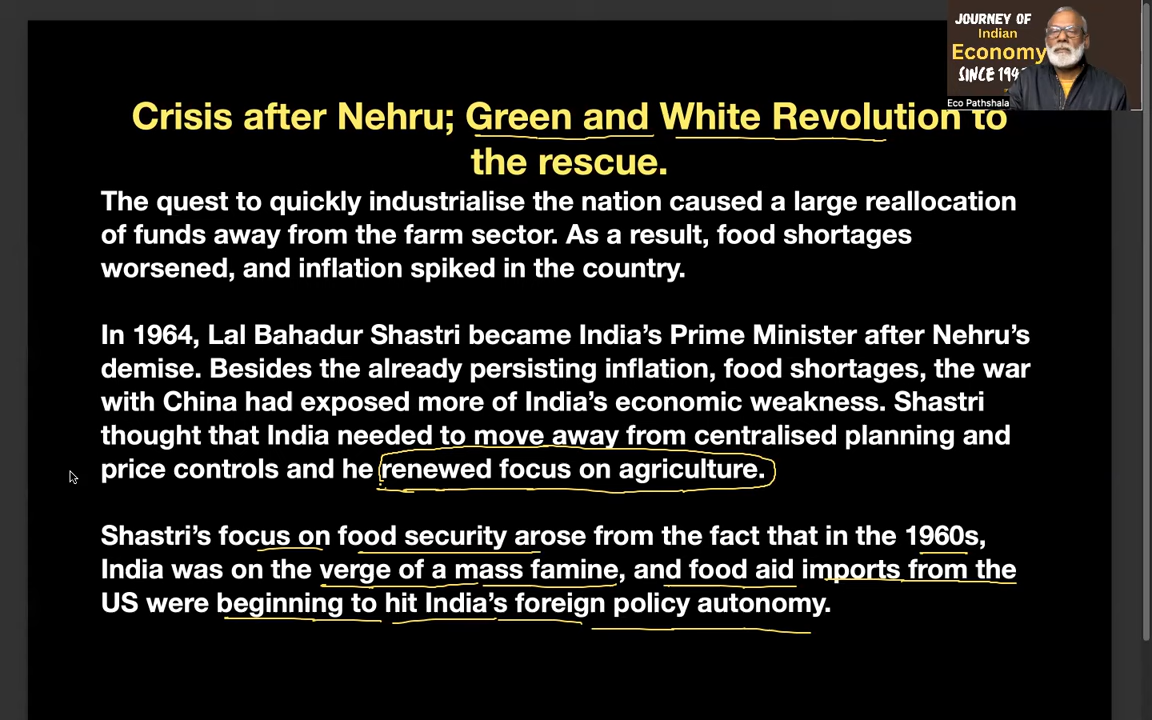 JOURNEY OF
Indian
Economy
SINCE 194
Eco Pathshala
Crisis after Nehru; Green and White Revolution to
the rescue.
The quest to quickly industrialise the nation caused a large reallocation
of funds away from the farm sector. As a result, food shortages
worsened, and inflation spiked in the country.
In 1964, Lal Bahadur Shastri became India’s Prime Minister after Nehru’s
demise. Besides the already persisting inflation, food shortages, the war
with China had exposed more of India’s economic weakness. Shastri
thought that India needed to move away from centralised planning and
price controls and he renewed focus on agriculture.
Shastri’s focus on food security arose from the fact that in the 1960s,
India was on the verge of a mass famine, and food aid imports from the
US were beginning to hit India’s foreign policy autonomy.